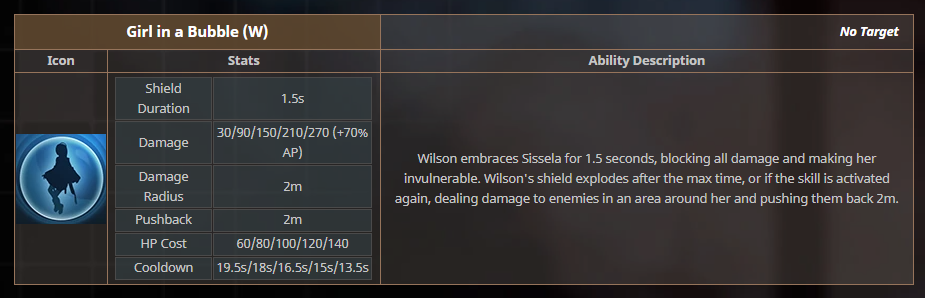 Girl in a Bubble (W)
No Target
Icon
Stats
Ability Description
Shield
Duration
1.5s
Damage
30/90/150/210/270 (+70%
AP)
Damage
Radius
2m
Pushback
2m
HP Cost
60/80/100/120/140
Cooldown
19.5s/18s/16.5s/15s/13.5s
Wilson embraces Sissela for 1.5 seconds, blocking all damage and making her
invulnerable. Wilson's shield explodes after the max time, or if the skill is activated
again, dealing damage to enemies in an area around her and pushing them back 2m.